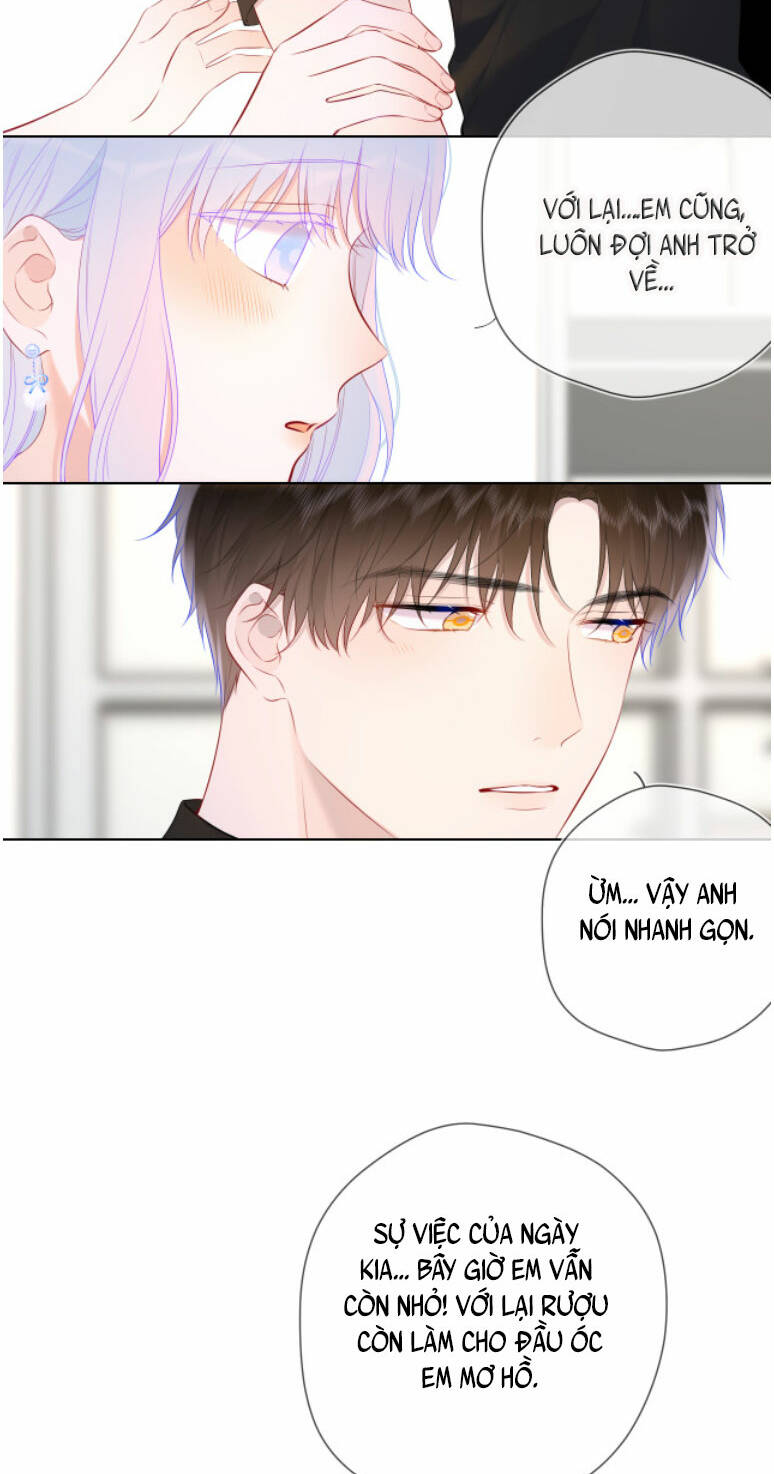 VỚI LẠI....EM CŨNG,
LUÔN ĐỢI ANH TRỞ
VỀ...
ỪM... VẬY ANH
NÓI NHANH GỌN.
SỰ VIỆC CỦA NGÀY
KIA... BÂY GIỜ EM VẪN
CÒN NHỎ! VỚI LẠI RƯỢU
CÒN LÀM CHO ĐẦU ÓC
EM MƠ HỒ.